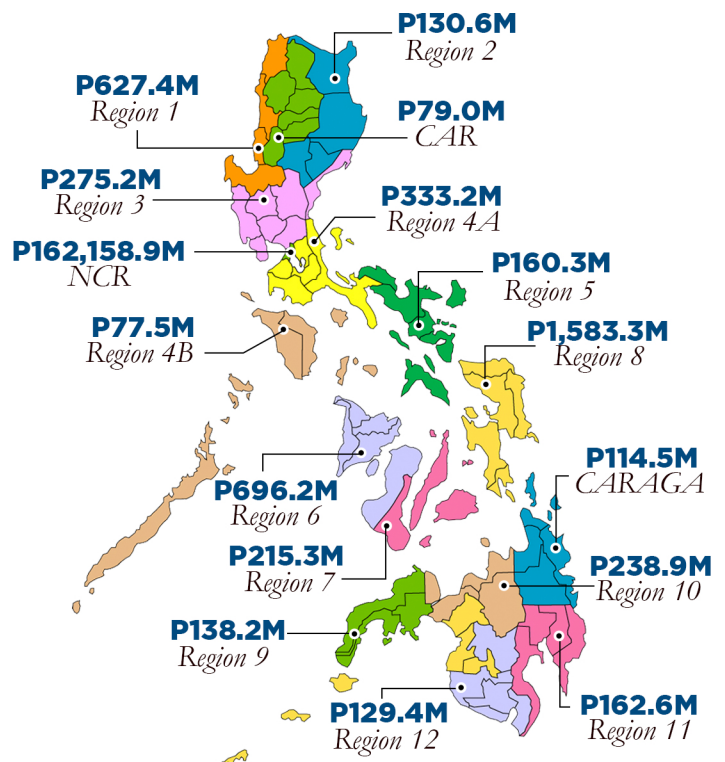 P130.6M
Region 2
P627.4M
Region 1
P79.0M
CAR
P275.2M
Region 3
P333.2M
Region 4A
P162,158.9M
NCR
P160.3M
Region 5
P77.5M
Region 4B
P1,583.3M
Region 8
P114.5M
CARAGA
P696.2M
Region 6
P215.3M
Region 7
P238.9M
Region 10
P138.2M
Region 9
P162.6M
Region 11
P129.4M
Region 12